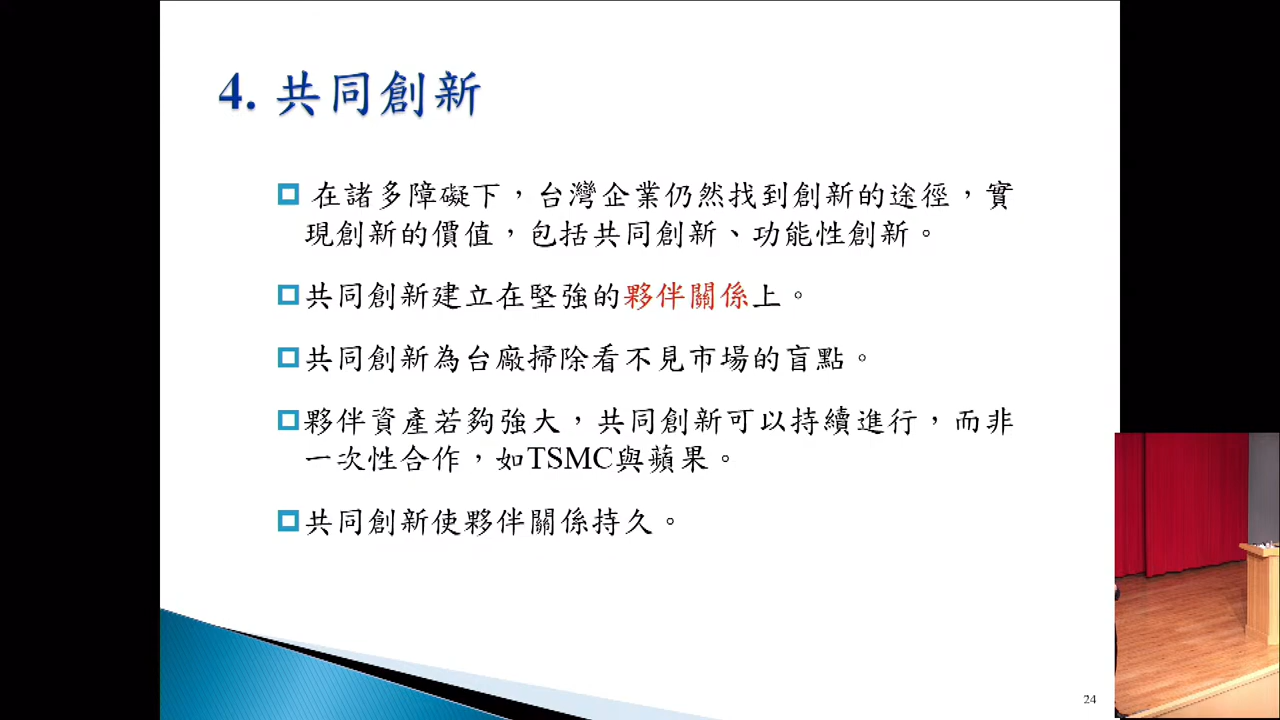 4. 共同創新
在諸多障礙下，台灣企業仍然找到創新的途徑，實
現創新的價值，包括共同創新、功能性創新。
共同創新建立在堅強的夥伴關係上。
共同創新為台廠掃除看不見市場的盲點。
夥伴資產若夠強大，共同創新可以持續進行，而非
一次性合作，如TSMC與蘋果。
共同創新使夥伴關係持久。
24